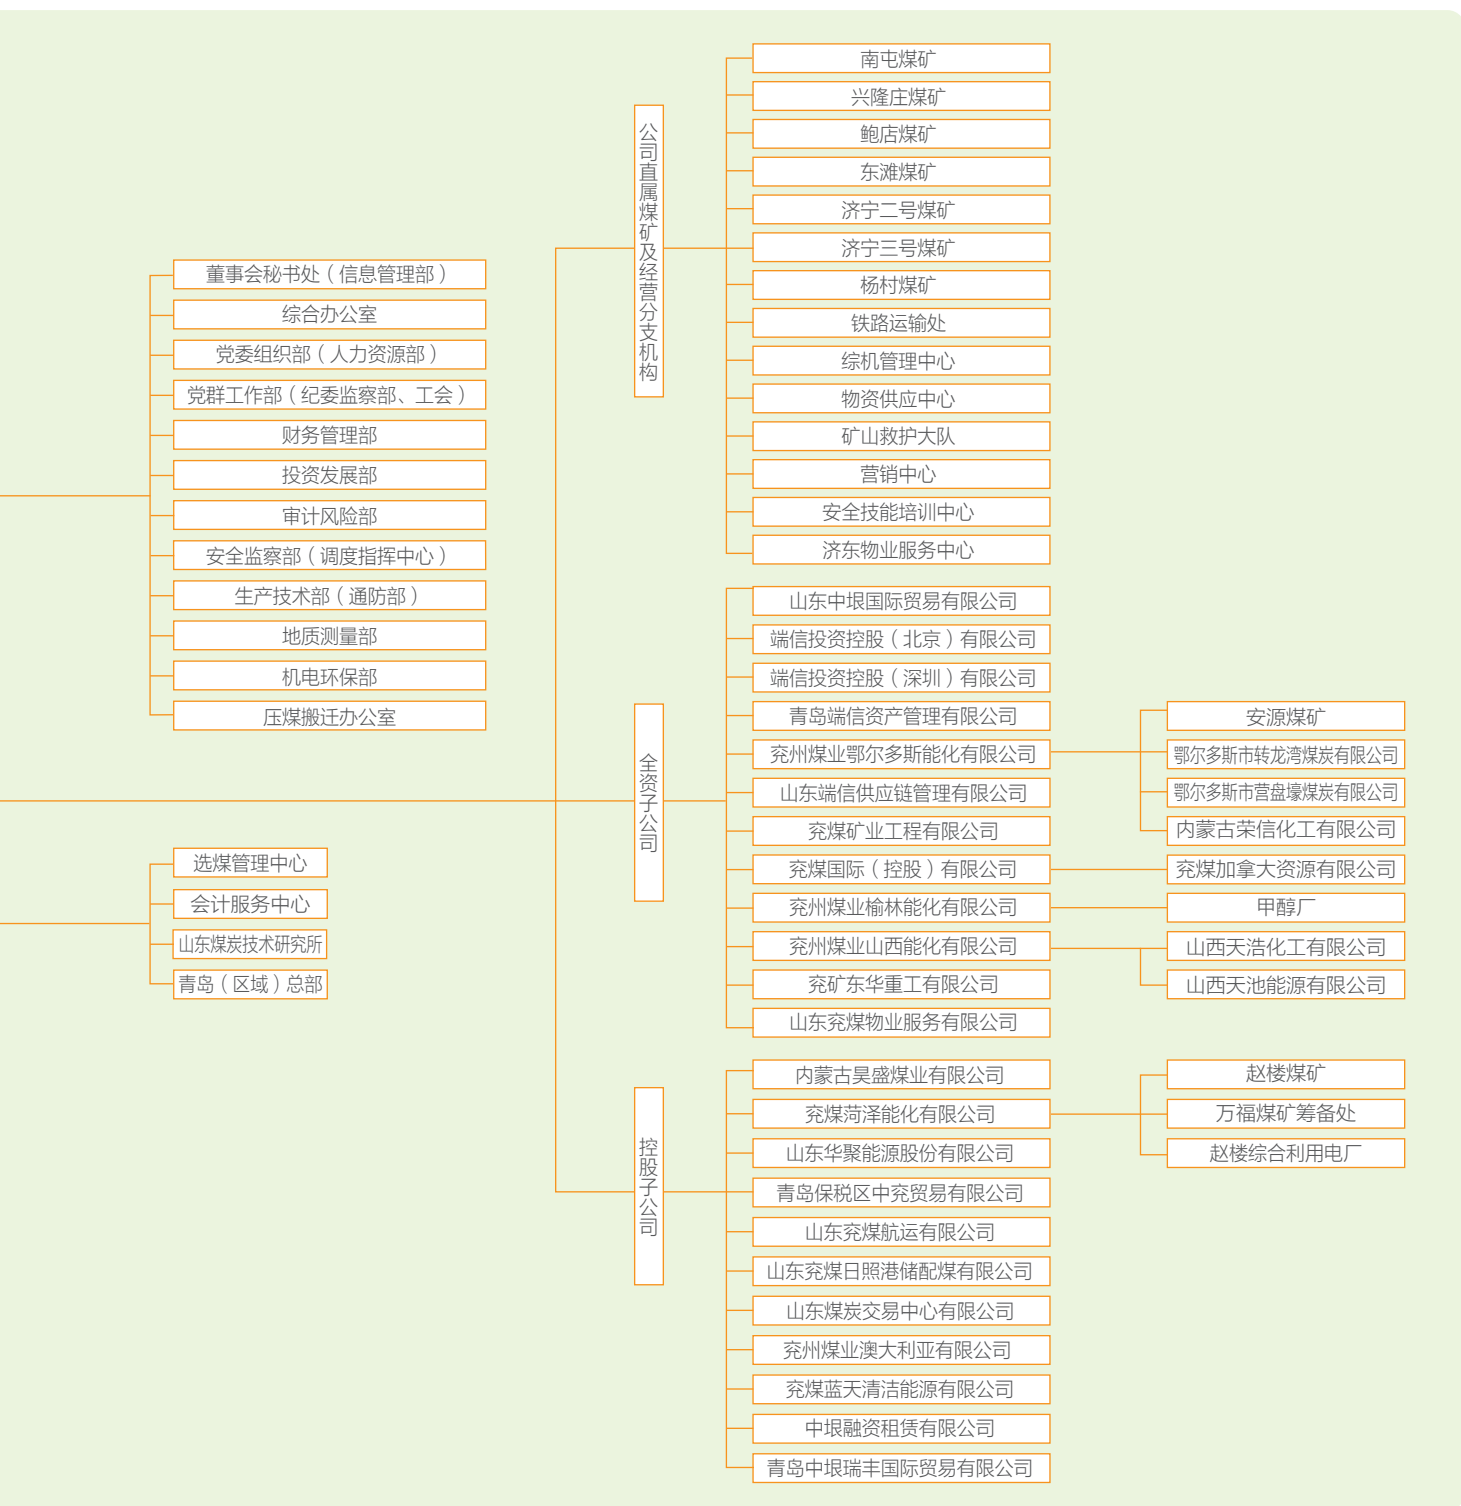 董事会秘书处（信息管理部）
综合办公室
党委组织部（人力资源部）
党群工作部（纪委监察部、工会）
财务管理部
投资发展部
审计风险部
安全监察部（调度指挥中心）
生产技术部（通防部）
地质测量部
机电环保部
压煤搬迁办公室
选煤管理中心
会计服务中心
山东煤炭技术研究所
青岛（区域）总部
公司直属煤矿及经营分支机构
南屯煤矿
兴隆庄煤矿
鲍店煤矿
东滩煤矿
济宁二号煤矿
济宁三号煤矿
杨村煤矿
铁路运输处
综机管理中心
物资供应中心
矿山救护大队
营销中心
安全技能培训中心
济东物业服务中心
全资子公司
山东中垠国际贸易有限公司
端信投资控股（北京）有限公司
端信投资控股（深圳）有限公司
青岛端信资产管理有限公司
兖州煤业鄂尔多斯能化有限公司
山东端信供应链管理有限公司
兖煤矿业工程有限公司
兖煤国际（控股）有限公司
兖州煤业榆林能化有限公司
兖州煤业山西能化有限公司
兖矿东华重工有限公司
山东兖煤物业服务有限公司
安源煤矿
鄂尔多斯市转龙湾煤炭有限公司
鄂尔多斯市营盘壕煤炭有限公司
内蒙古荣信化工有限公司
兖煤加拿大资源有限公司
甲醇厂
山西天浩化工有限公司
山西天池能源有限公司
控股子公司
内蒙古昊盛煤业有限公司
兖煤菏泽能化有限公司
山东华聚能源股份有限公司
青岛保税区中兖贸易有限公司
山东兖煤航运有限公司
山东兖煤日照港储配煤有限公司
山东煤炭交易中心有限公司
兖州煤业澳大利亚有限公司
兖煤蓝天清洁能源有限公司
中垠融资租赁有限公司
青岛中垠瑞丰国际贸易有限公司
赵楼煤矿
万福煤矿筹备处
赵楼综合利用电厂